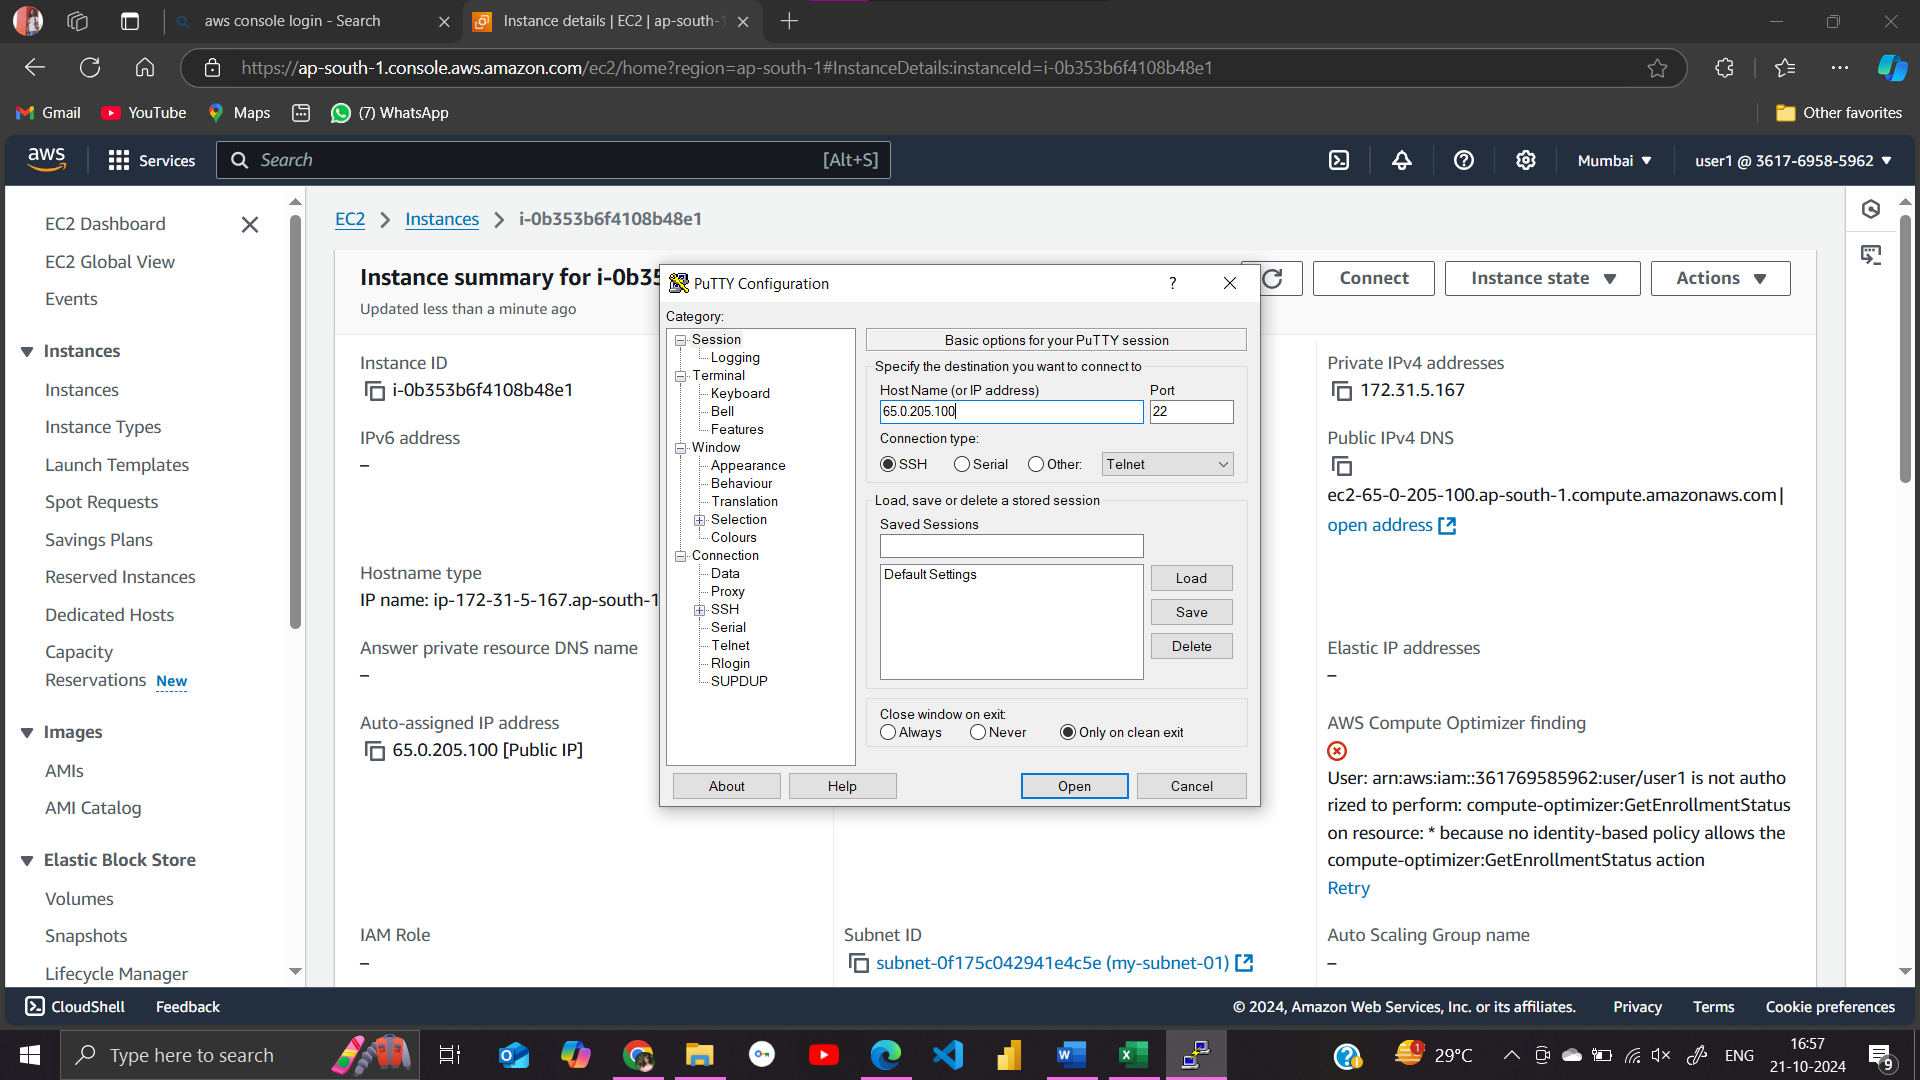 aws console login - Search
Instance details | EC2 | ap-south-1
https://ap-south-1.console.aws.amazon.com/ec2/home?region=ap-south-1#InstanceDetails:instanceId=i-0b353b6f4108b48e1
Gmail
YouTube
Maps
(7) WhatsApp
Other favorites
aws
Services
Search
[Alt+S]
Mumbai
user1 @ 3617-6958-5962
EC2 Dashboard
EC2 Global View
Events
Instances
Instances
Instance Types
Launch Templates
Spot Requests
Savings Plans
Reserved Instances
Dedicated Hosts
Capacity
Reservations New
Images
AMIs
AMI Catalog
Elastic Block Store
Volumes
Snapshots
Lifecycle Manager
EC2
Instances
i-0b353b6f4108b48e1
Instance summary for i-0b35
Updated less than a minute ago
Connect
Instance state
Actions
Instance ID
i-0b353b6f4108b48e1
IPv6 address
–
Hostname type
IP name: ip-172-31-5-167.ap-south-1
Answer private resource DNS name
–
Auto-assigned IP address
65.0.205.100 [Public IP]
IAM Role
–
PuTTY Configuration
?
Category:
Session
Logging
Terminal
Keyboard
Bell
Features
Window
Appearance
Behaviour
Translation
Selection
Colours
Connection
Data
Proxy
SSH
Serial
Telnet
Rlogin
SUPDUP
Basic options for your PuTTY session
Specify the destination you want to connect to
Host Name (or IP address)
Port
65.0.205.100
22
Connection type:
SSH
Serial
Other:
Telnet
Load, save or delete a stored session
Saved Sessions
Default Settings
Load
Save
Delete
Close window on exit:
Always
Never
Only on clean exit
About
Help
Open
Cancel
Subnet ID
subnet-0f175c042941e4c5e (my-subnet-01)
Private IPv4 addresses
172.31.5.167
Public IPv4 DNS
ec2-65-0-205-100.ap-south-1.compute.amazonaws.com |
open address
Elastic IP addresses
–
AWS Compute Optimizer finding
User: arn:aws:iam::361769585962:user/user1 is not autho
rized to perform: compute-optimizer:GetEnrollmentStatus
on resource: * because no identity-based policy allows the
compute-optimizer:GetEnrollmentStatus action
Retry
Auto Scaling Group name
–
CloudShell
Feedback
© 2024, Amazon Web Services, Inc. or its affiliates.
Privacy
Terms
Cookie preferences
Type here to search
1
29°C
ENG
16:57
21-10-2024
9